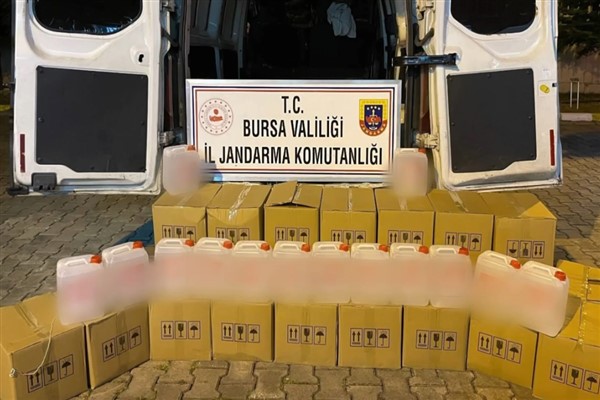 T.C.
BURSA VALİLİĞİ
İL JANDARMA KOMUTANLIĞI